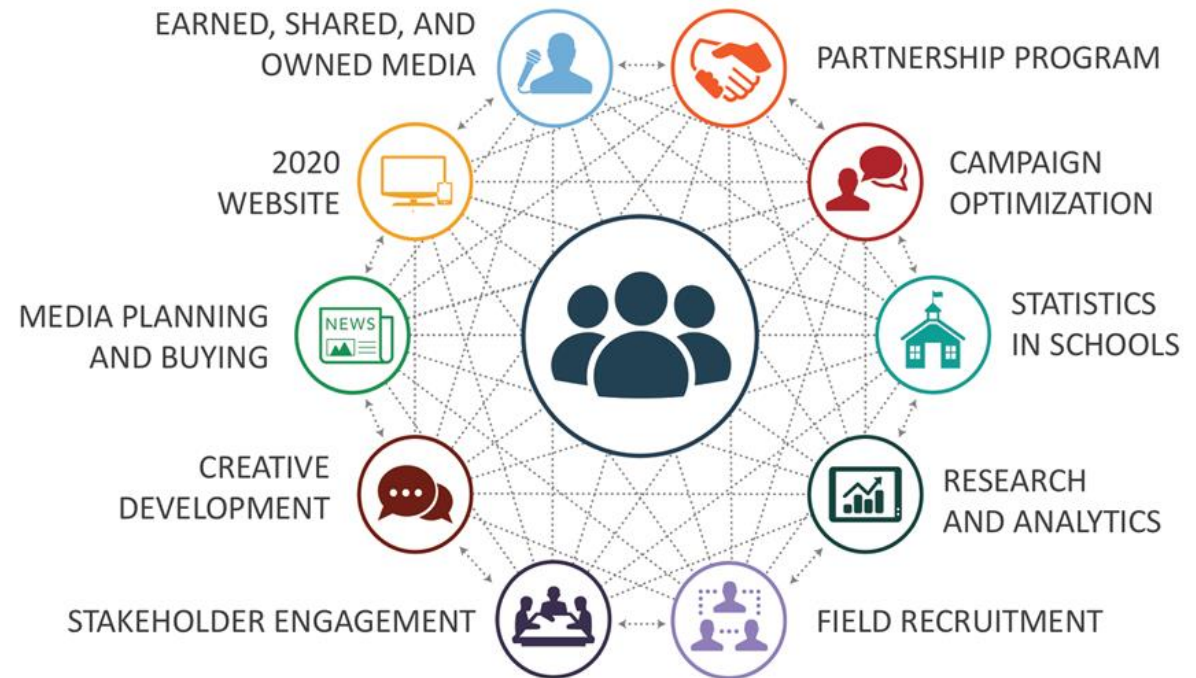 EARNED, SHARED, AND
OWNED MEDIA
PARTNERSHIP PROGRAM
2020
WEBSITE
CAMPAIGN
OPTIMIZATION
MEDIA PLANNING
AND BUYING
NEWS
STATISTICS
IN SCHOOLS
CREATIVE
DEVELOPMENT
RESEARCH
AND ANALYTICS
STAKEHOLDER ENGAGEMENT
FIELD RECRUITMENT